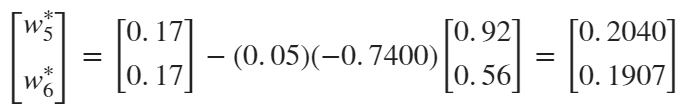 [w₅* w₆*] = [0.17 0.17] − (0.05)(−0.7400) [0.92 0.56] = [0.2040 0.1907]